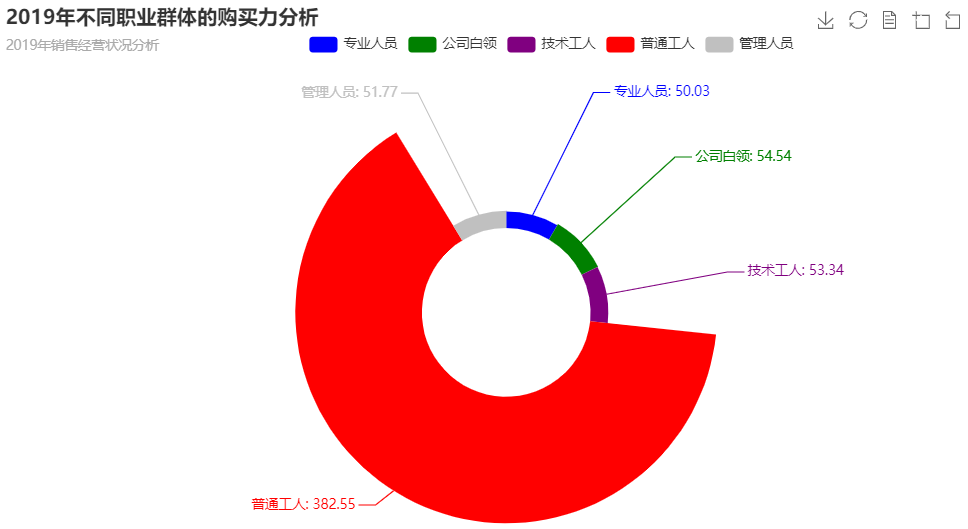 2019年不同职业群体的购买力分析
2019年销售经营状况分析
专业人员 公司白领 技术工人 普通工人 管理人员
管理人员: 51.77
专业人员: 50.03
公司白领: 54.54
技术工人: 53.34
普通工人: 382.55